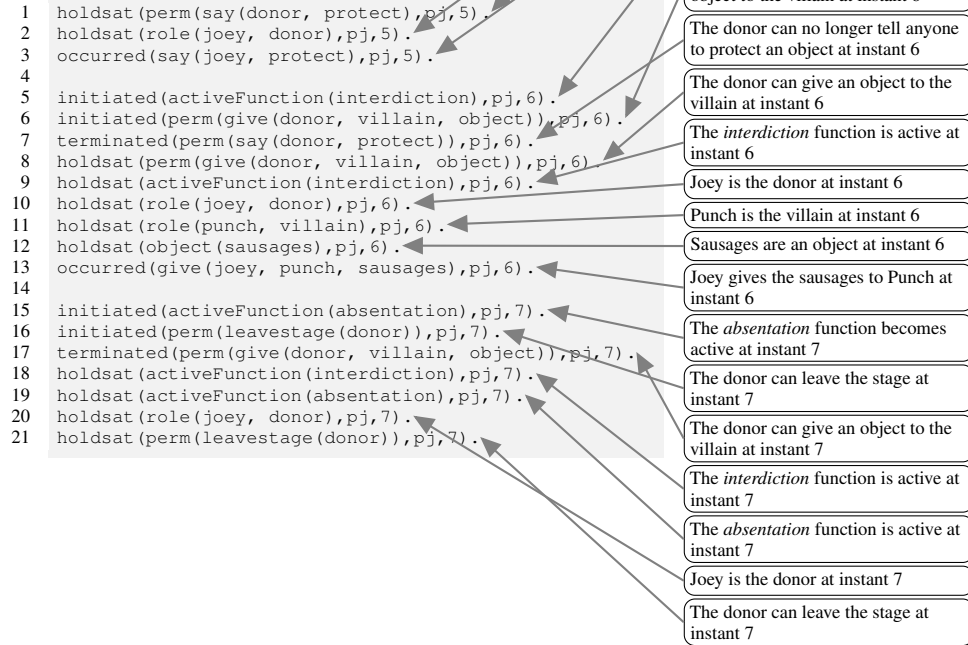 1 holdsat(perm(say(donor, protect),pj,5).
2 holdsat(role(joey, donor),pj,5).
3 occurred(say(joey, protect),pj,5).
4
5 initiated(activeFunction(interdiction),pj,6).
6 initiated(perm(give(donor, villain, object)),pj,6).
7 terminated(perm(say(donor, protect)),pj,6).
8 holdsat(perm(give(donor, villain, object)),pj,6).
9 holdsat(activeFunction(interdiction),pj,6).
10 holdsat(role(joey, donor),pj,6).
11 holdsat(role(punch, villain),pj,6).
12 holdsat(object(sausages),pj,6).
13 occurred(give(joey, punch, sausages),pj,6).
14
15 initiated(activeFunction(absentation),pj,7).
16 initiated(perm(leavestage(donor)),pj,7).
17 terminated(perm(give(donor, villain, object)),pj,7).
18 holdsat(activeFunction(interdiction),pj,7).
19 holdsat(activeFunction(absentation),pj,7).
20 holdsat(role(joey, donor),pj,7).
21 holdsat(perm(leavestage(donor)),pj,7).
The donor can no longer tell anyone
to protect an object at instant 6
The donor can give an object to the
villain at instant 6
The interdiction function is active at
instant 6
Joey is the donor at instant 6
Punch is the villain at instant 6
Sausages are an object at instant 6
Joey gives the sausages to Punch at
instant 6
The absentation function becomes
active at instant 7
The donor can leave the stage at
instant 7
The donor can give an object to the
villain at instant 7
The interdiction function is active at
instant 7
The absentation function is active at
instant 7
Joey is the donor at instant 7
The donor can leave the stage at
instant 7